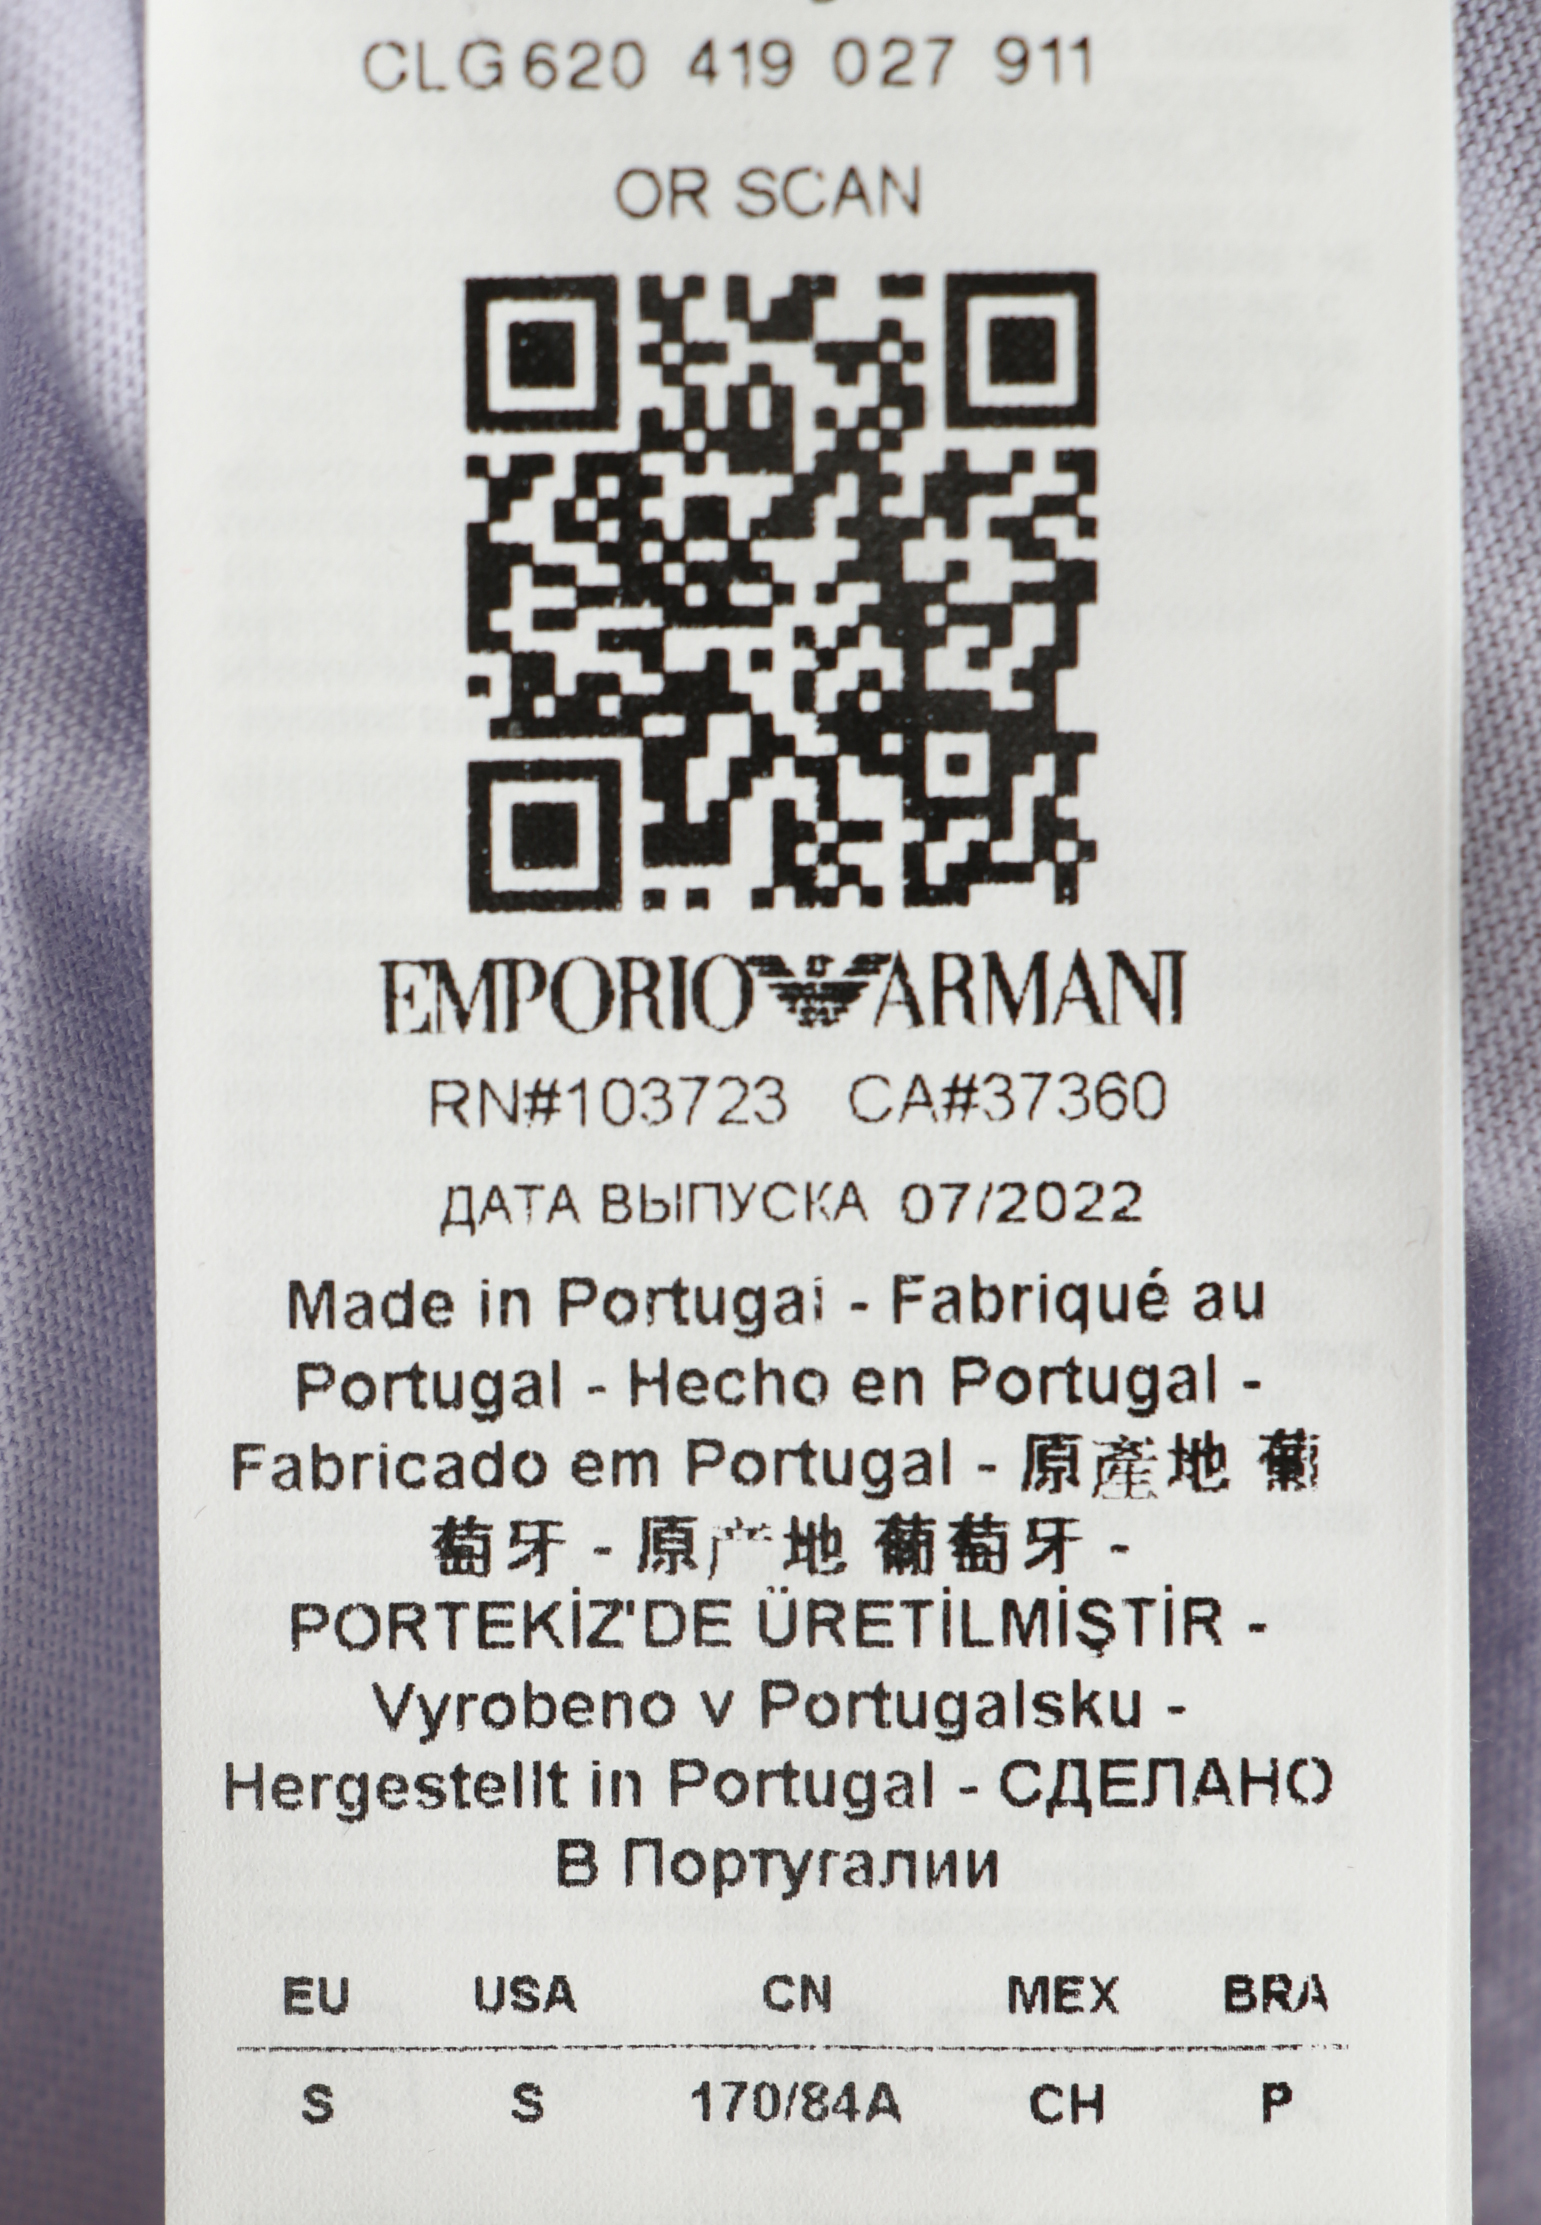 CLG620 419 027 911
OR SCAN
EMPORIO ARMANI
RN#103723 CA#37360
ДАТА ВЫПУСКА 07/2022
Made in Portugal - Fabriqué au
Portugal - Hecho en Portugal -
Fabricado em Portugal - 原產地 葡
萄牙 - 原产地 葡萄牙 -
PORTEKİZ'DE ÜRETİLMİŞTİR -
Vyrobeno v Portugalsku -
Hergestellt in Portugal - СДЕЛАНО
В Португалии
EU USA CN MEX BRA
S S 170/84A CH P